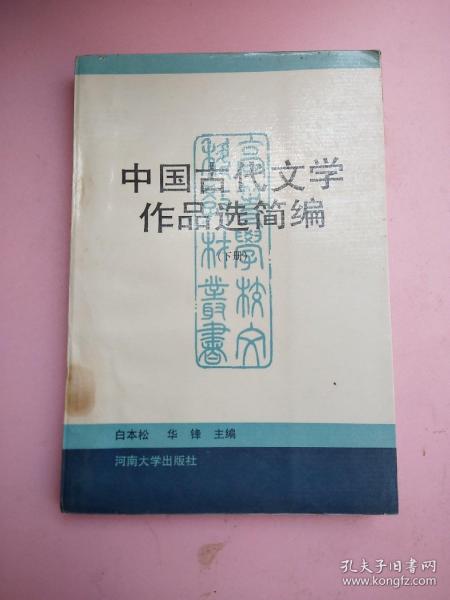 中国古代文学
作品选简编
（下册）
高等学校文
科教材丛書
白本松 华锋 主编
河南大学出版社
孔夫子旧书网
www.kongfz.com